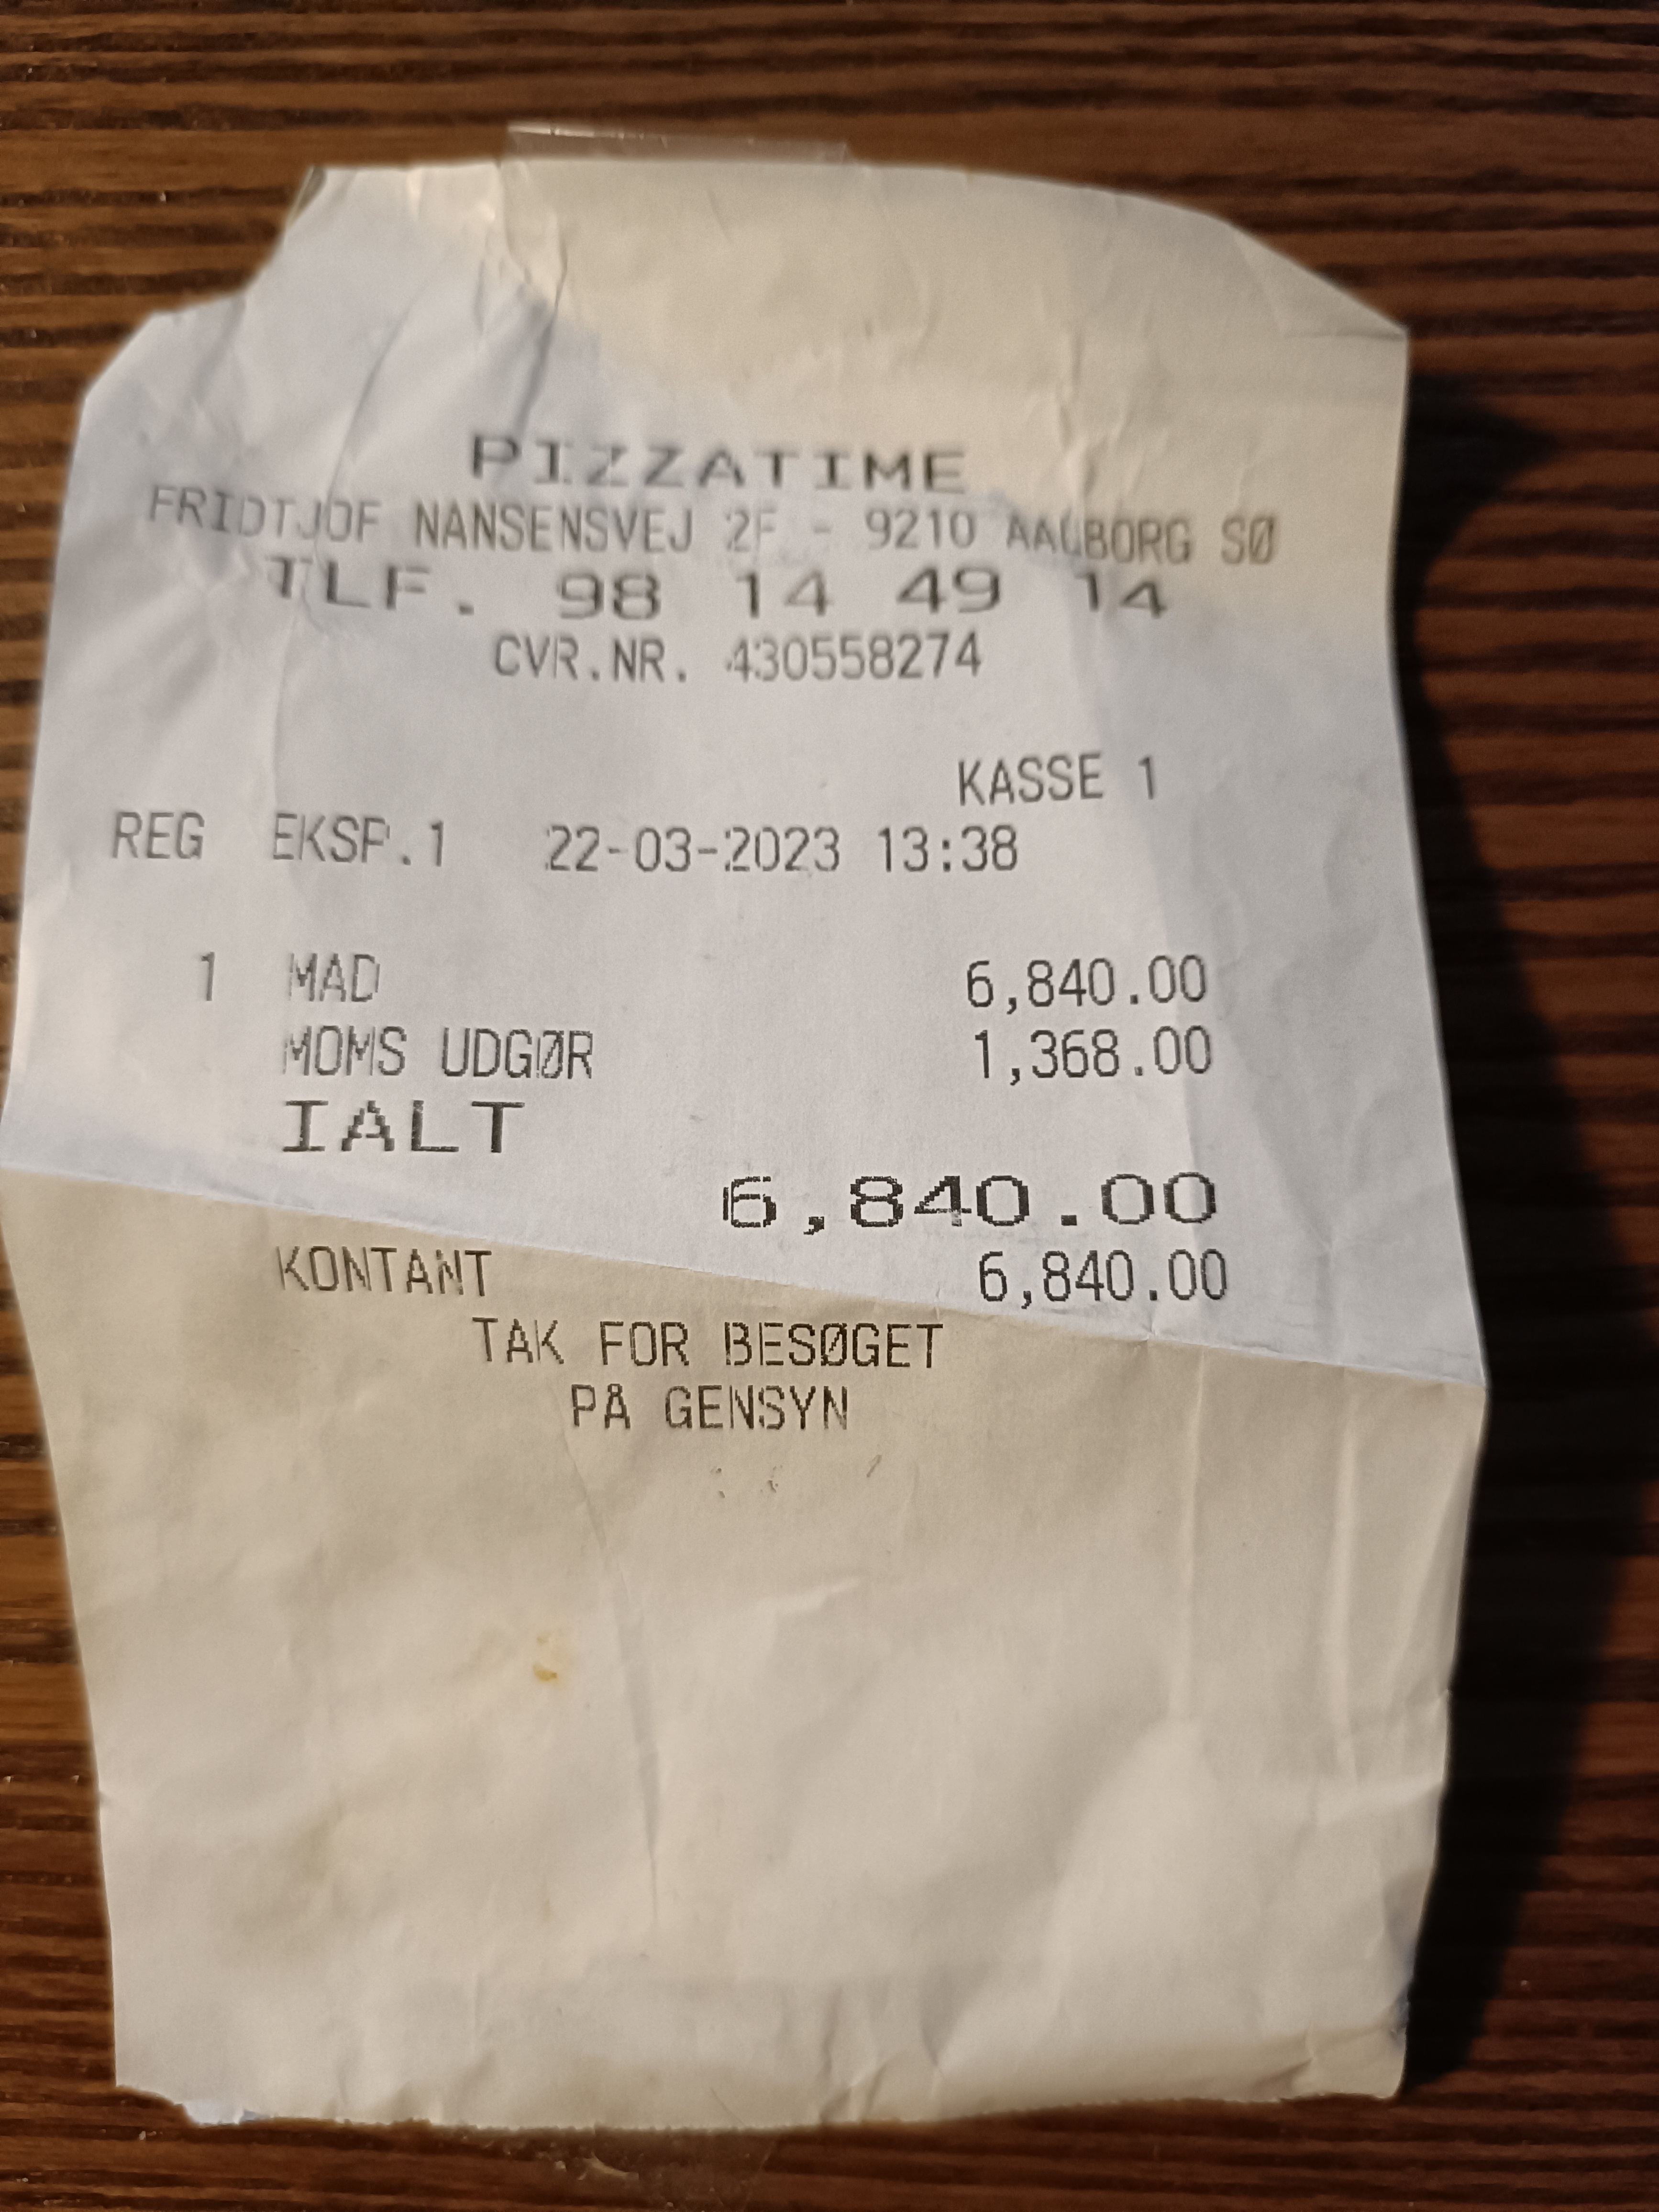 PIZZATIME
FRIDTJOF NANSENSVEJ 2F - 9210 AALBORG SØ
TLF. 98 14 49 14
CVR.NR. 430558274
KASSE 1
REG EKSP.1 22-03-2023 13:38
1 MAD 6,840.00
MOMS UDGØR 1,368.00
IALT
6,840.00
KONTANT 6,840.00
TAK FOR BESØGET
PÅ GENSYN